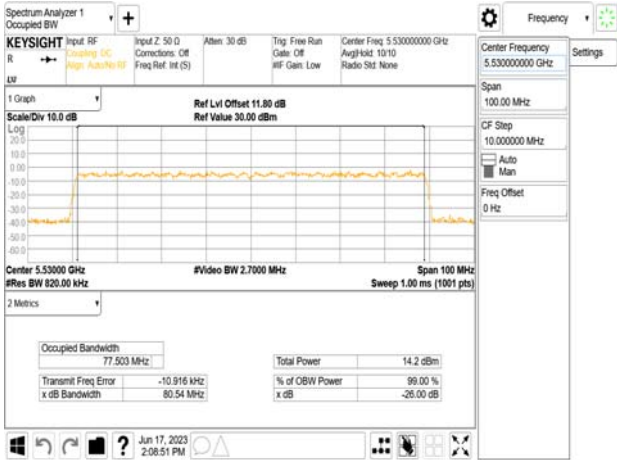 Spectrum Analyzer 1
Occupied BW
+
Frequency
KEYSIGHT
R
LXI
Input: RF
Coupling: DC
Align: Auto/No RF
Input Z: 50 Ω
Corrections: Off
Freq Ref: Int (S)
Atten: 30 dB
Trig: Free Run
Gate: Off
#IF Gain: Low
Center Freq: 5.530000000 GHz
Avg|Hold: 10/10
Radio Std: None
Center Frequency
5.530000000 GHz
Settings
Span
100.00 MHz
CF Step
10.000000 MHz
Auto
Man
Freq Offset
0 Hz
1 Graph
Scale/Div 10.0 dB
Ref Lvl Offset 11.80 dB
Ref Value 30.00 dBm
Log
20.0
10.0
0.00
-10.0
-20.0
-30.0
-40.0
-50.0
-60.0
Center 5.53000 GHz
#Video BW 2.7000 MHz
Span 100 MHz
#Res BW 820.00 kHz
Sweep 1.00 ms (1001 pts)
2 Metrics
Occupied Bandwidth
77.503 MHz
Total Power 14.2 dBm
Transmit Freq Error -10.916 kHz
% of OBW Power 99.00 %
x dB Bandwidth 80.54 MHz
x dB -26.00 dB
?
Jun 17, 2023
2:08:51 PM